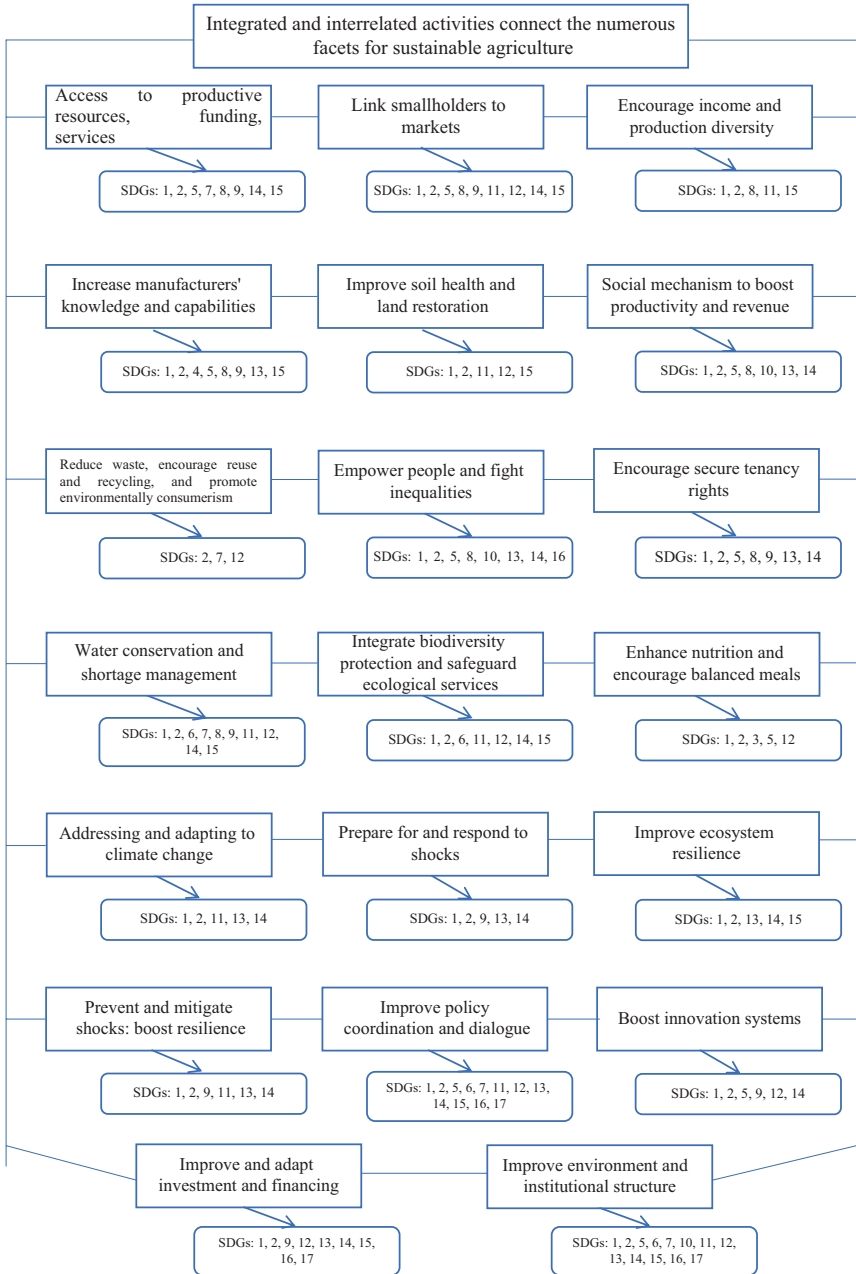 Integrated and interrelated activities connect the numerous
facets for sustainable agriculture
Access to productive
resources, funding,
services
Link smallholders to
markets
Encourage income and
production diversity
SDGs: 1, 2, 5, 7, 8, 9, 14, 15
SDGs: 1, 2, 5, 8, 9, 11, 12, 14, 15
SDGs: 1, 2, 8, 11, 15
Increase manufacturers'
knowledge and capabilities
Improve soil health and
land restoration
Social mechanism to boost
productivity and revenue
SDGs: 1, 2, 4, 5, 8, 9, 13, 15
SDGs: 1, 2, 11, 12, 15
SDGs: 1, 2, 5, 8, 10, 13, 14
Reduce waste, encourage reuse
and recycling, and promote
environmentally consumerism
Empower people and fight
inequalities
Encourage secure tenancy
rights
SDGs: 2, 7, 12
SDGs: 1, 2, 5, 8, 10, 13, 14, 16
SDGs: 1, 2, 5, 8, 9, 13, 14
Water conservation and
shortage management
Integrate biodiversity
protection and safeguard
ecological services
Enhance nutrition and
encourage balanced meals
SDGs: 1, 2, 6, 7, 8, 9, 11, 12,
14, 15
SDGs: 1, 2, 6, 11, 12, 14, 15
SDGs: 1, 2, 3, 5, 12
Addressing and adapting to
climate change
Prepare for and respond to
shocks
Improve ecosystem
resilience
SDGs: 1, 2, 11, 13, 14
SDGs: 1, 2, 9, 13, 14
SDGs: 1, 2, 13, 14, 15
Prevent and mitigate
shocks: boost resilience
Improve policy
coordination and dialogue
Boost innovation systems
SDGs: 1, 2, 9, 11, 13, 14
SDGs: 1, 2, 5, 6, 7, 11, 12, 13,
14, 15, 16, 17
SDGs: 1, 2, 5, 9, 12, 14
Improve and adapt
investment and financing
Improve environment and
institutional structure
SDGs: 1, 2, 9, 12, 13, 14, 15,
16, 17
SDGs: 1, 2, 5, 6, 7, 10, 11, 12,
13, 14, 15, 16, 17